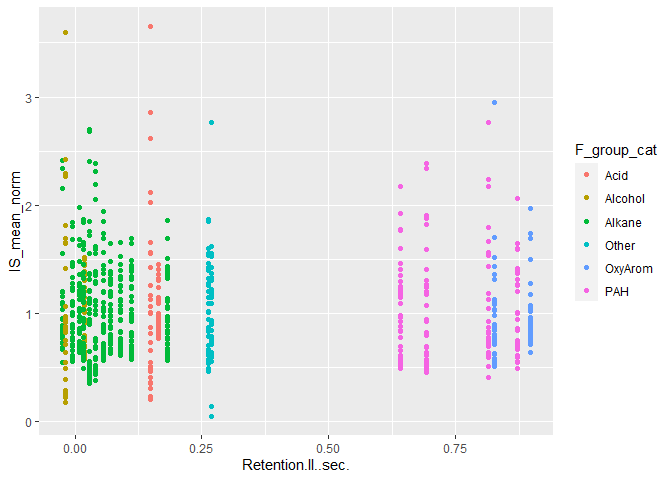 IS_mean_norm
3
2
1
0
0.00 0.25 0.50 0.75
Retention.II..sec.
F_group_cat
Acid
Alcohol
Alkane
Other
OxyArom
PAH